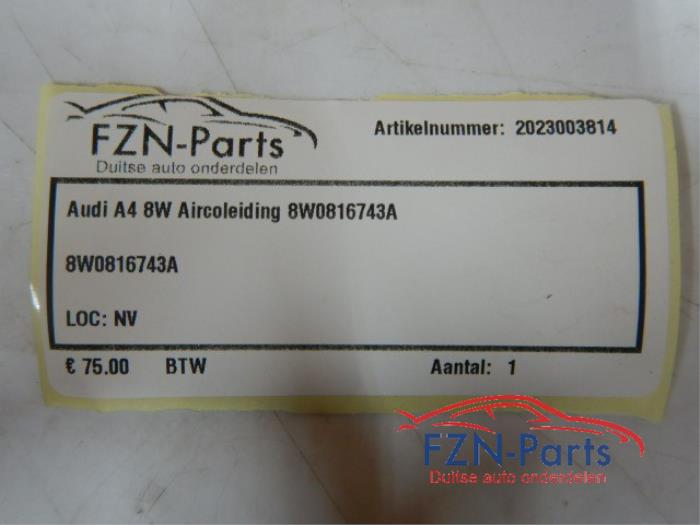 FZN-Parts
Duitse auto onderdelen
Artikelnummer: 2023003814
Audi A4 8W Aircoleiding 8W0816743A
8W0816743A
LOC: NV
€ 75.00 BTW Aantal: 1
FZN-Parts
Duitse auto onderdelen